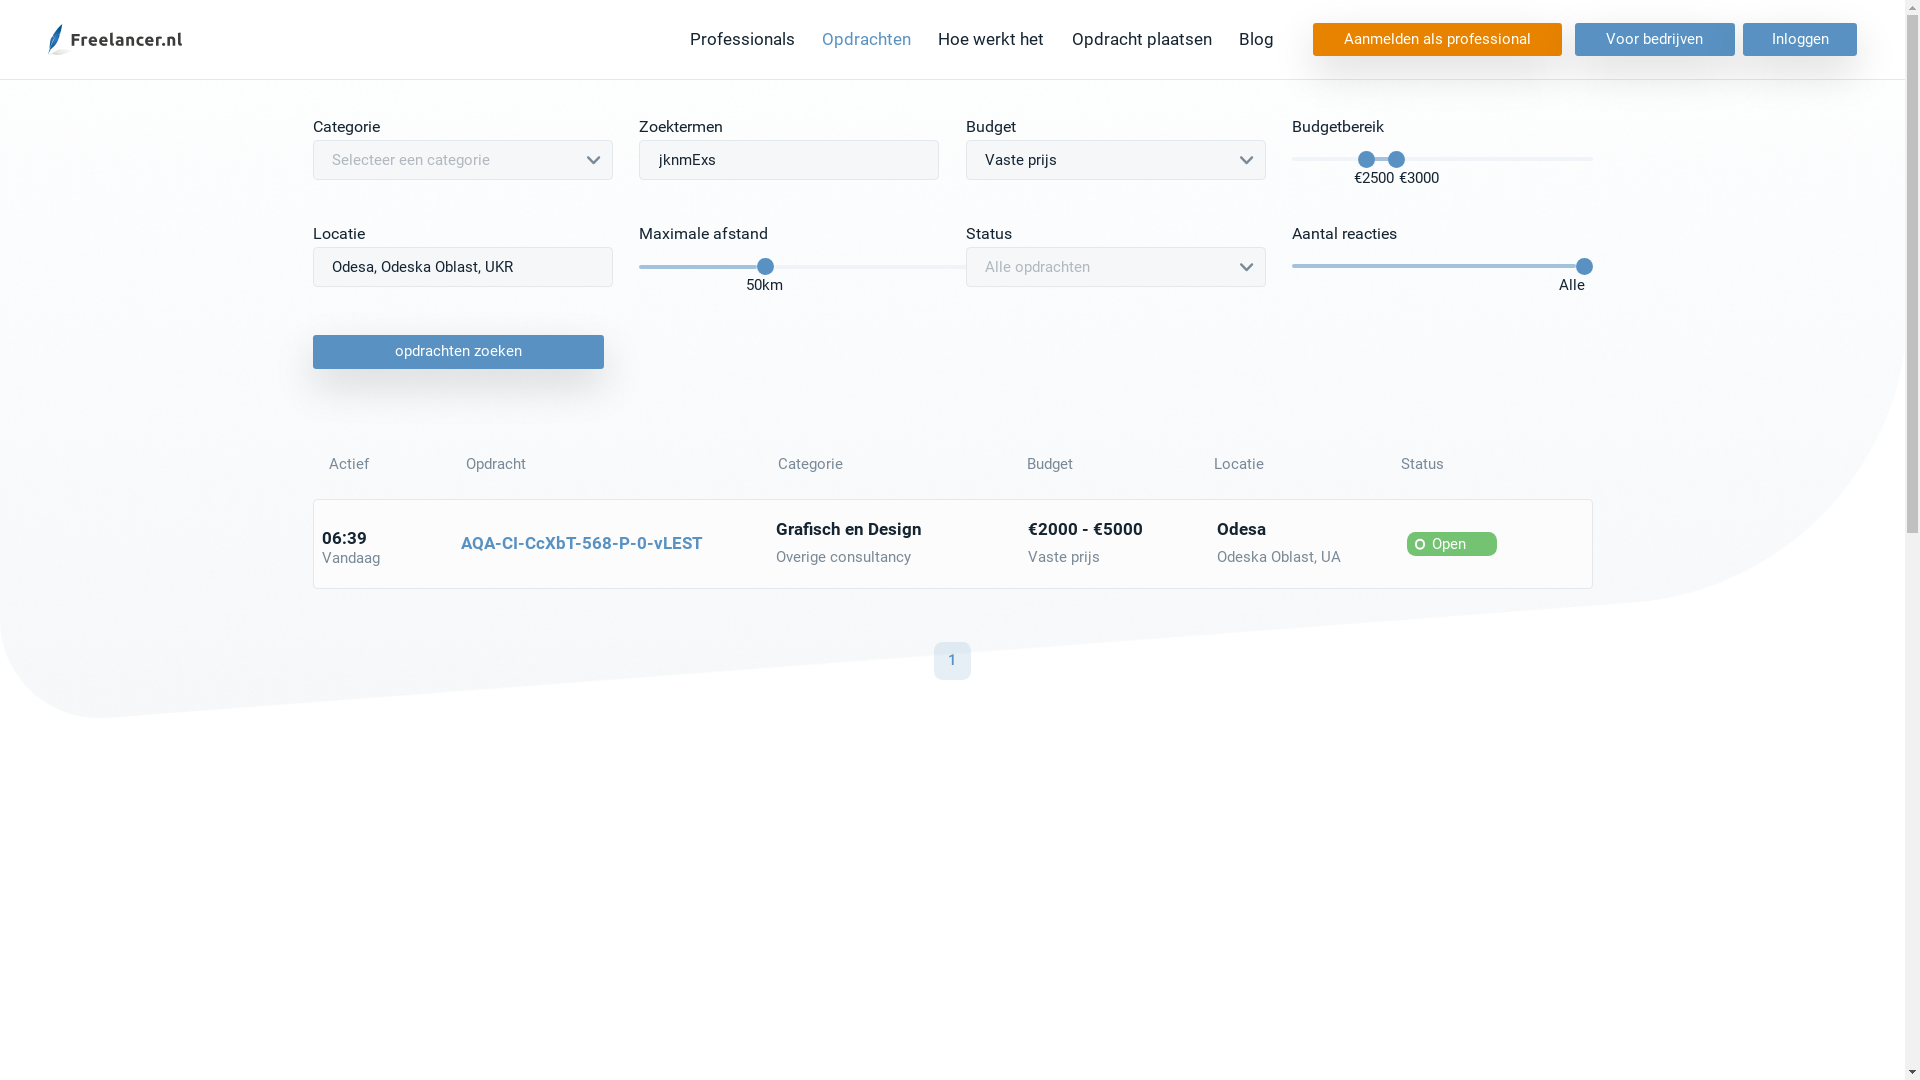 Freelancer.nl
Professionals Opdrachten Hoe werkt het Opdracht plaatsen Blog Aanmelden als professional Voor bedrijven Inloggen
Categorie Zoektermen Budget Budgetbereik
Selecteer een categorie jknmExs Vaste prijs
€2500 €3000
Locatie Maximale afstand Status Aantal reacties
Odesa, Odeska Oblast, UKR Alle opdrachten
50km Alle
opdrachten zoeken
Actief Opdracht Categorie Budget Locatie Status
06:39 AQA-CI-CcXbT-568-P-0-vLEST Grafisch en Design €2000 - €5000 Odesa Open
Vandaag Overige consultancy Vaste prijs Odeska Oblast, UA
1